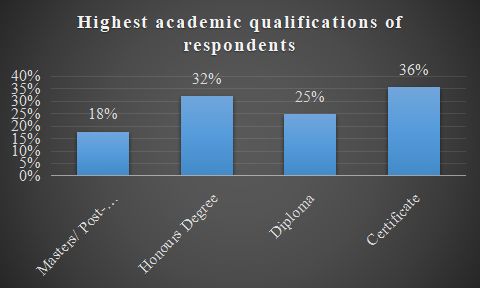 Highest academic qualifications of
respondents
40%
35%
30%
25%
20%
15%
10%
5%
0%
18%
32%
25%
36%
Masters/ Post-...
Honours Degree
Diploma
Certificate